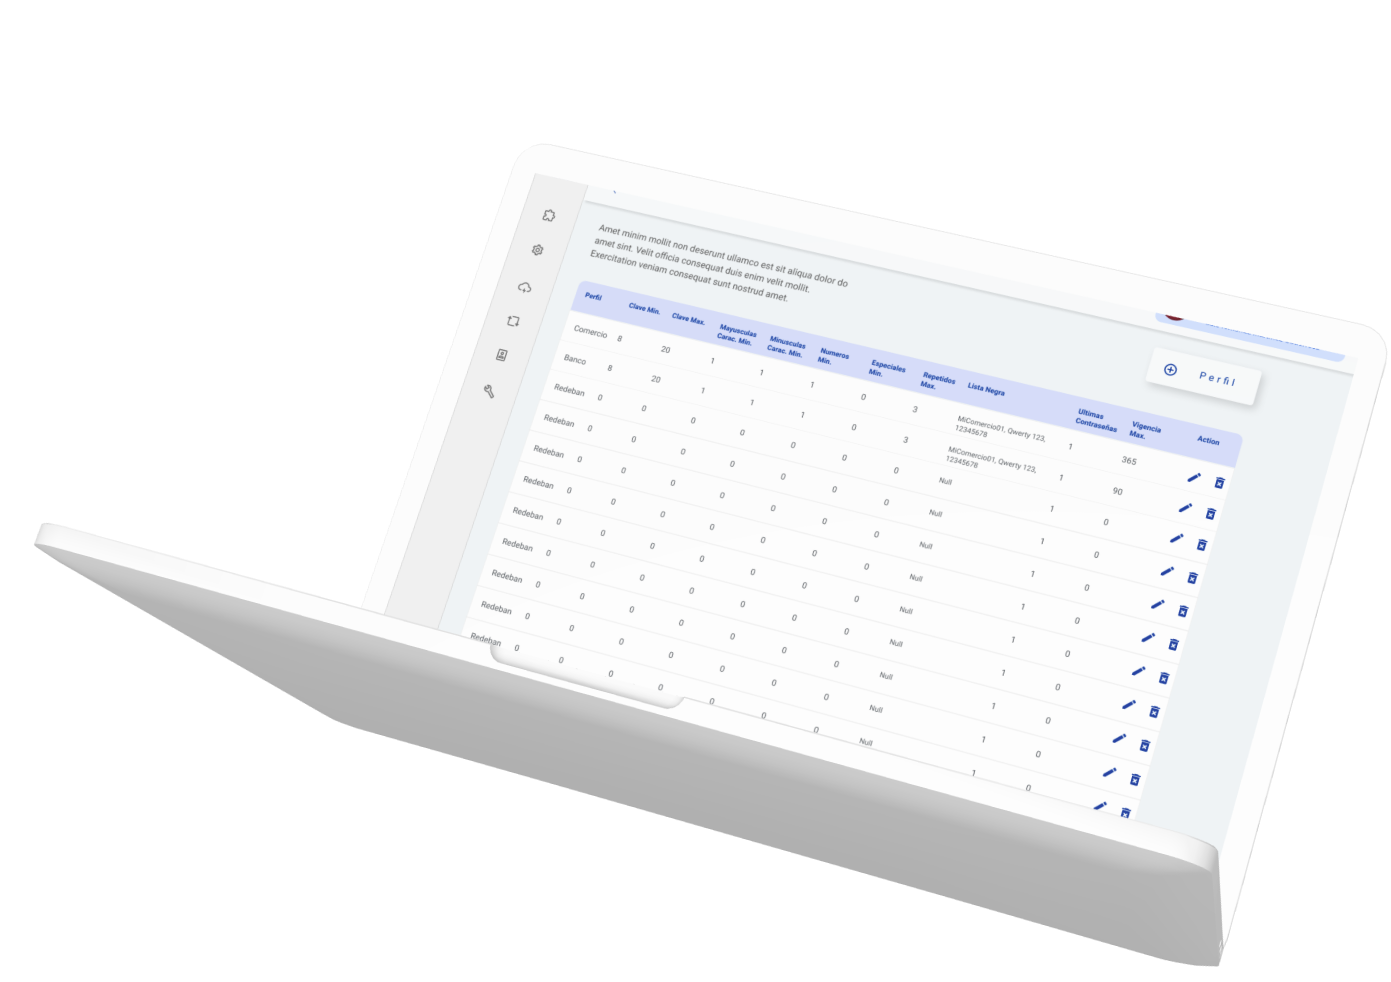 Amet minim mollit non deserunt ullamco est sit aliqua dolor do
amet sint. Velit officia consequat duis enim velit mollit.
Exercitation veniam consequat sunt nostrud amet.
Perfil
Perfil Clave Min. Clave Max. Mayusculas Carac. Min. Minusculas Carac. Min. Numeros Min. Especiales Min. Repetidos Max. Lista Negra Ultimas Contraseñas Vigencia Max. Action
Comercio 8 20 1 1 1 0 3 MiComercio01, Qwerty 123, 12345678 1 365
Banco 8 20 1 1 1 0 3 MiComercio01, Qwerty 123, 12345678 1 90
Redeban 0 0 0 0 0 0 0 Null 1 0
Redeban 0 0 0 0 0 0 0 Null 1 0
Redeban 0 0 0 0 0 0 0 Null 1 0
Redeban 0 0 0 0 0 0 0 Null 1 0
Redeban 0 0 0 0 0 0 0 Null 1 0
Redeban 0 0 0 0 0 0 0 Null 1 0
Redeban 0 0 0 0 0 0 0 Null 1 0
Redeban 0 0 0 0 0 0 0 Null 1 0
Redeban 0 0 0 0 0 0 0 Null 1 0